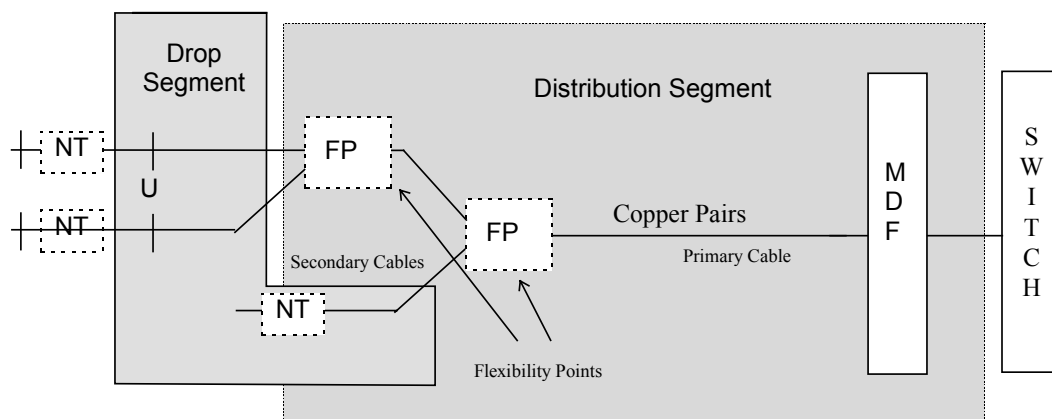 Drop
Segment
Distribution Segment
NT
FP
U
NT
FP
Copper Pairs
Secondary Cables
Primary Cable
NT
Flexibility Points
M
D
F
S
W
I
T
C
H